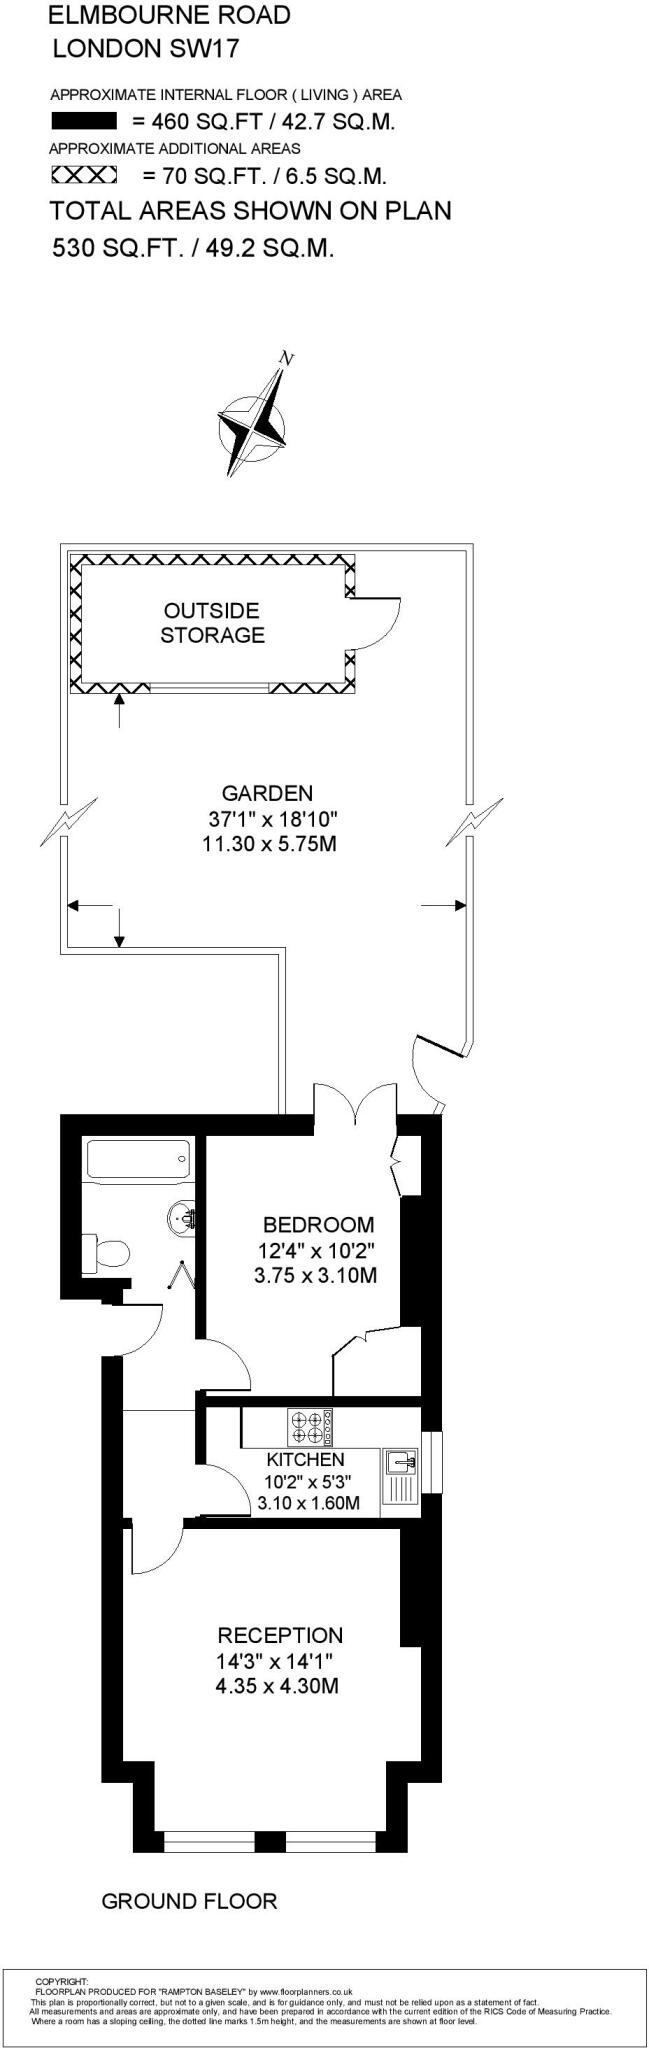 ELMBOURNE ROAD
LONDON SW17
APPROXIMATE INTERNAL FLOOR ( LIVING ) AREA
= 460 SQ.FT / 42.7 SQ.M.
APPROXIMATE ADDITIONAL AREAS
= 70 SQ.FT. / 6.5 SQ.M.
TOTAL AREAS SHOWN ON PLAN
530 SQ.FT. / 49.2 SQ.M.
N
OUTSIDE
STORAGE
GARDEN
37'1" x 18'10"
11.30 x 5.75M
BEDROOM
12'4" x 10'2"
3.75 x 3.10M
KITCHEN
10'2" x 5'3"
3.10 x 1.60M
RECEPTION
14'3" x 14'1"
4.35 x 4.30M
GROUND FLOOR
COPYRIGHT:
FLOORPLAN PRODUCED FOR "RAMPTON BASELEY" by www.floorplanners.co.uk
This plan is proportionally correct, but not to a given scale, and is for guidance only, and must not be relied upon as a statement of fact.
All measurements and areas are approximate only, and have been prepared in accordance with the current edition of the RICS Code of Measuring Practice.
Where a room has a sloping ceiling, the dotted line marks 1.5m height, and the measurements are shown at floor level.